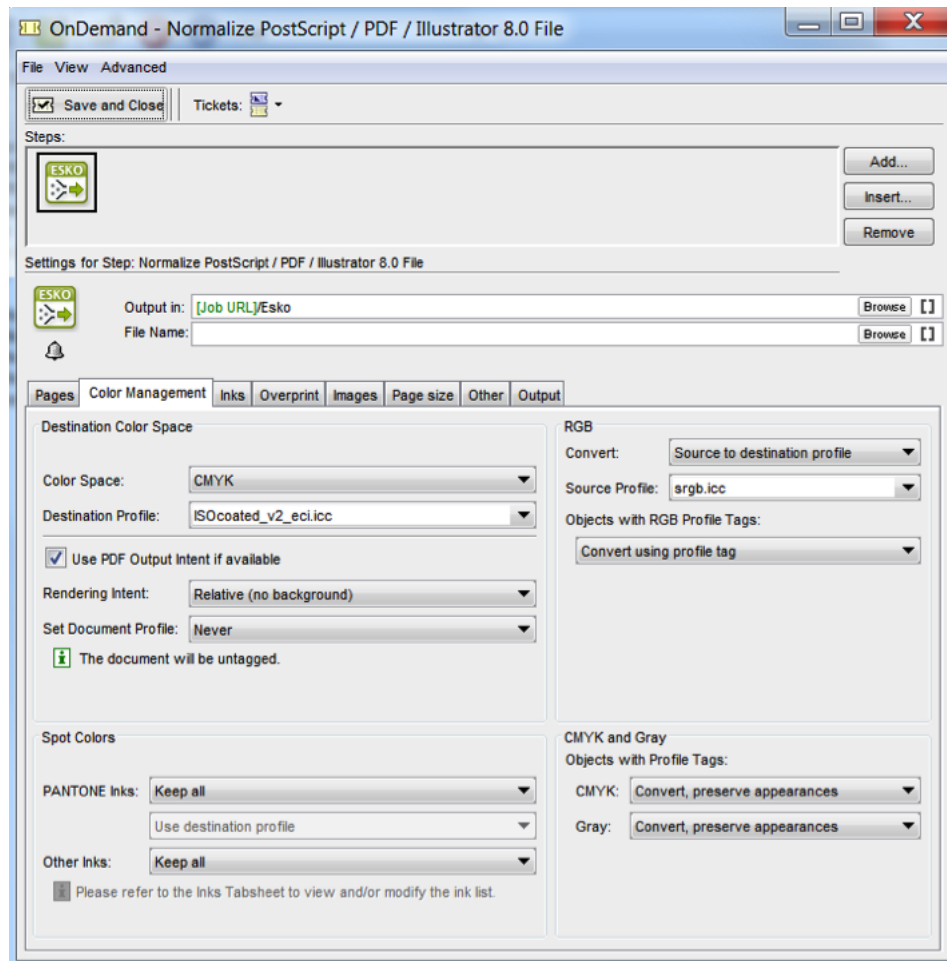 OnDemand - Normalize PostScript / PDF / Illustrator 8.0 File
File View Advanced
Save and Close Tickets:
Steps:
ESKO
Add...
Insert...
Remove
Settings for Step: Normalize PostScript / PDF / Illustrator 8.0 File
ESKO
Output in: [Job URL]/Esko Browse []
File Name: Browse []
Pages Color Management Inks Overprint Images Page size Other Output
Destination Color Space
Color Space: CMYK
Destination Profile: ISOcoated_v2_eci.icc
Use PDF Output Intent if available
Rendering Intent: Relative (no background)
Set Document Profile: Never
The document will be untagged.
RGB
Convert: Source to destination profile
Source Profile: srgb.icc
Objects with RGB Profile Tags:
Convert using profile tag
Spot Colors
PANTONE Inks: Keep all
Use destination profile
Other Inks: Keep all
Please refer to the Inks Tabsheet to view and/or modify the ink list.
CMYK and Gray
Objects with Profile Tags:
CMYK: Convert, preserve appearances
Gray: Convert, preserve appearances